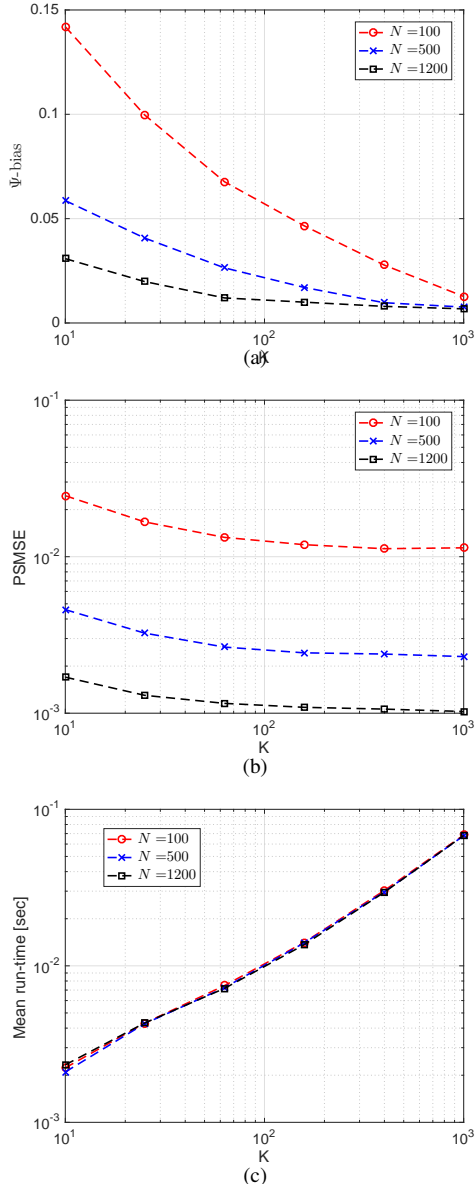 0.15
0.1
0.05
0
Ψ-bias
N =100
N =500
N =1200
10^1 10^2 10^3
K
(a)
10^-1
10^-2
10^-3
PSMSE
N =100
N =500
N =1200
10^1 10^2 10^3
K
(b)
10^-1
10^-2
10^-3
Mean run-time [sec]
N =100
N =500
N =1200
10^1 10^2 10^3
K
(c)